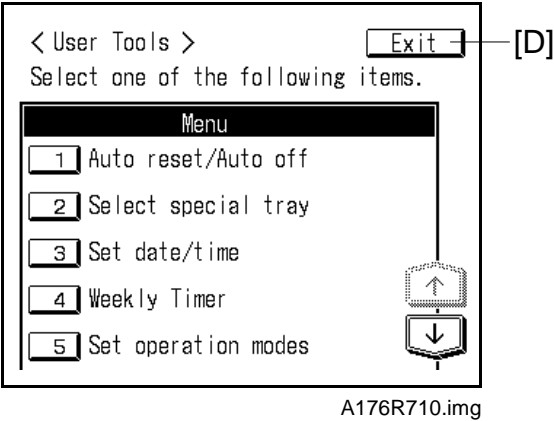 < User Tools > Exit [D]
Select one of the following items.
Menu
1 Auto reset/Auto off
2 Select special tray
3 Set date/time
4 Weekly Timer
5 Set operation modes
A176R710.img